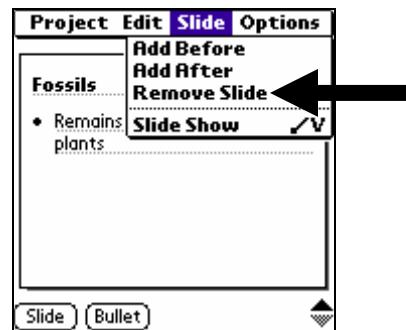 Project Edit Slide Options
Add Before
Add After
Fossils
Remove Slide
• Remains
Slide Show ✓V
plants
Slide Bullet